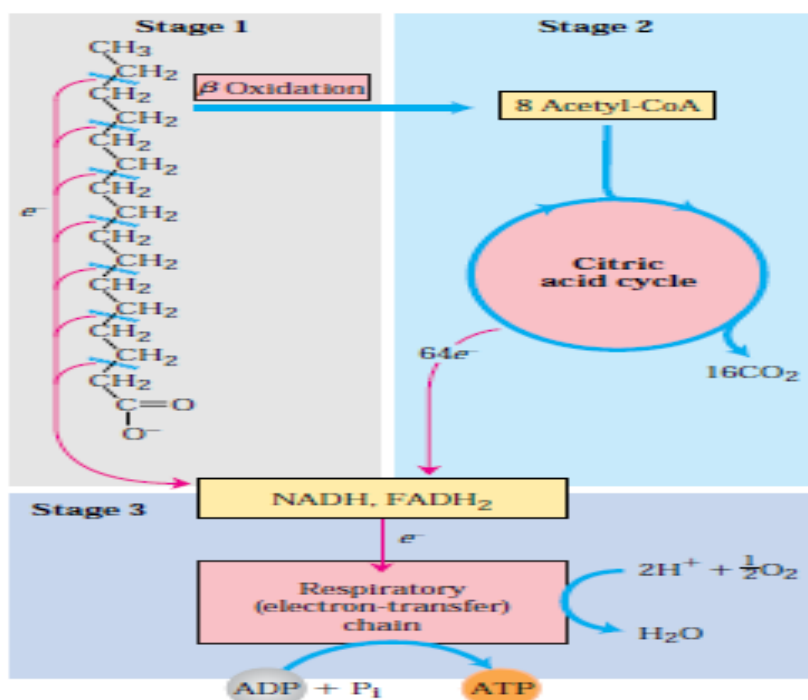 Stage 1
CH₃
CH₂
CH₂
CH₂
CH₂
CH₂
CH₂
CH₂
CH₂
CH₂
CH₂
CH₂
CH₂
CH₂
CH₂
C=O
O⁻
e⁻
β Oxidation
Stage 2
8 Acetyl-CoA
Citric
acid cycle
64e⁻
16CO₂
Stage 3
NADH, FADH₂
e⁻
Respiratory
(electron-transfer)
chain
2H⁺ + ½O₂
H₂O
ADP + Pᵢ
ATP